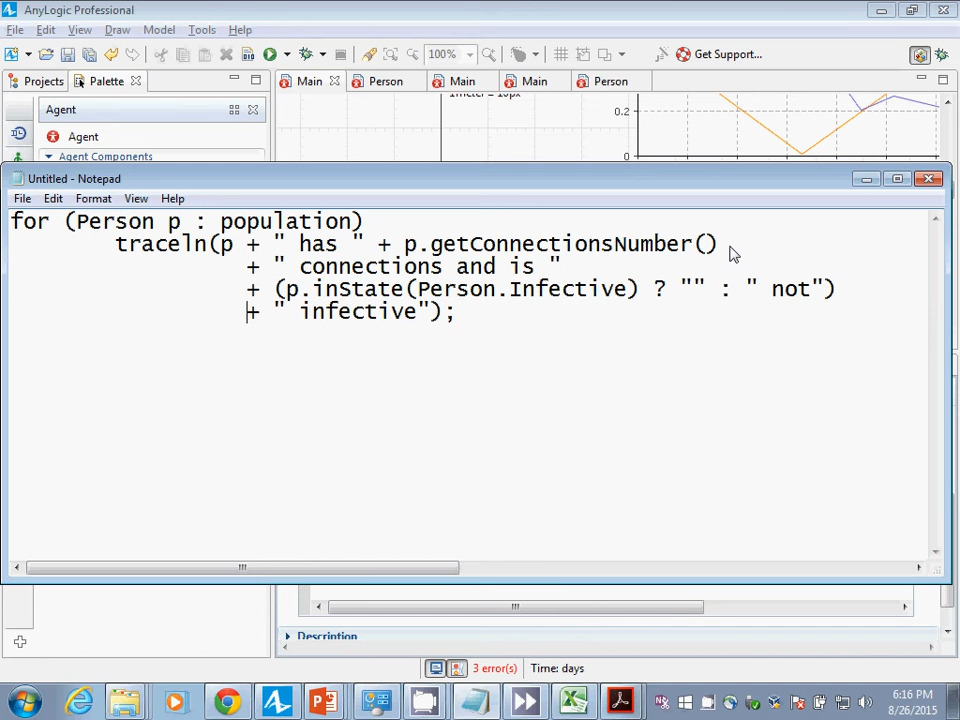 AnyLogic Professional
File Edit View Draw Model Tools Help
100% Get Support...
Projects Palette Main Person Main Main Person
Agent
Agent
Agent Components
0.2
0
Untitled - Notepad
File Edit Format View Help
for (Person p : population)
traceln(p + " has " + p.getConnectionsNumber()
+ " connections and is "
+ (p.inState(Person.Infective) ? "" : " not")
+ " infective");
Description
3 error(s) Time: days
6:16 PM
8/26/2015